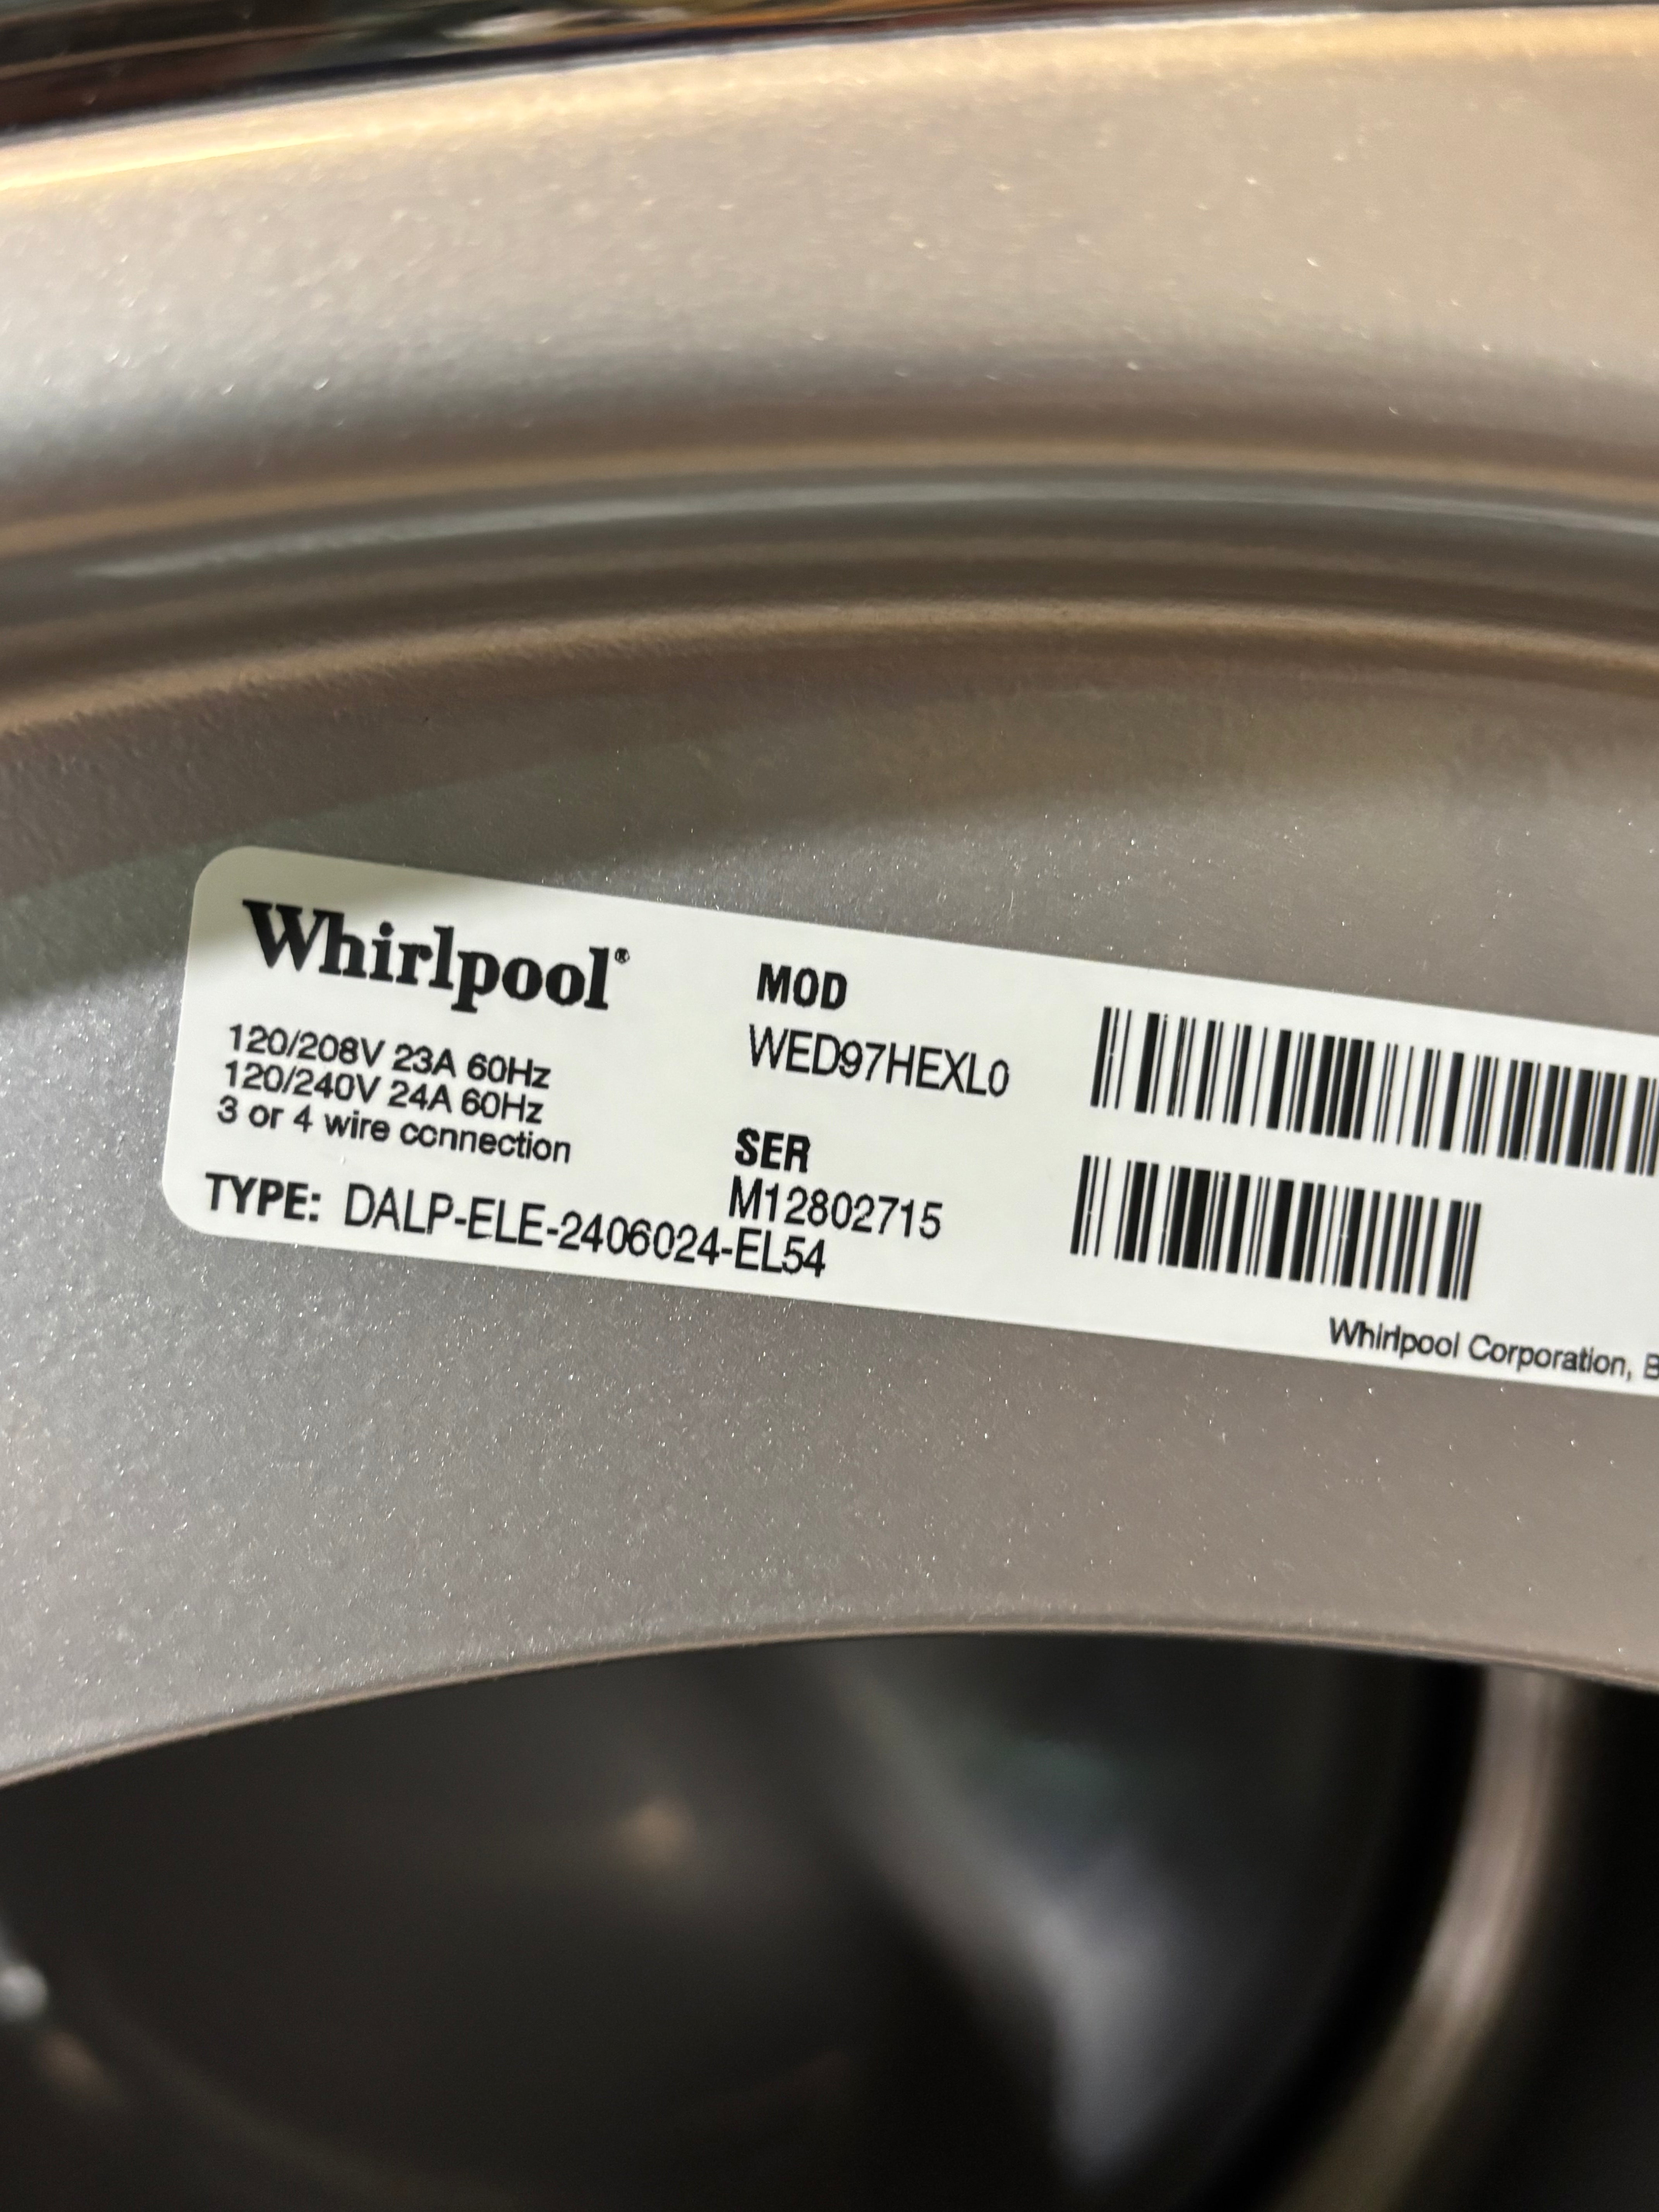 Whirlpool®
120/208V 23A 60Hz
120/240V 24A 60Hz
3 or 4 wire connection
TYPE: DALP-ELE-2406024-EL54
MOD
WED97HEXL0
SER
M12802715
Whirlpool Corporation,